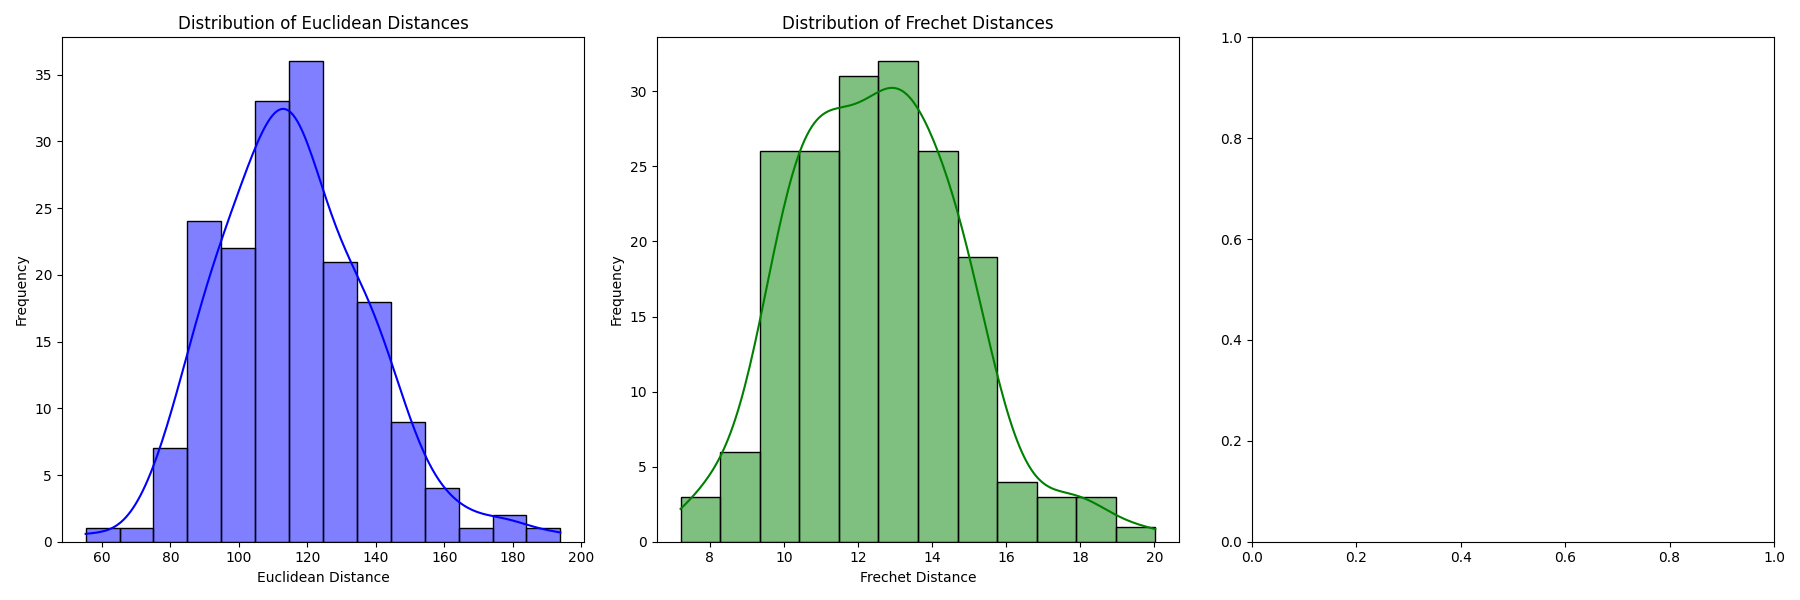 Distribution of Euclidean Distances
35
30
25
20
15
10
5
0
Frequency
60 80 100 120 140 160 180 200
Euclidean Distance
Distribution of Frechet Distances
30
25
20
15
10
5
0
Frequency
8 10 12 14 16 18 20
Frechet Distance
1.0
0.8
0.6
0.4
0.2
0.0
0.0 0.2 0.4 0.6 0.8 1.0